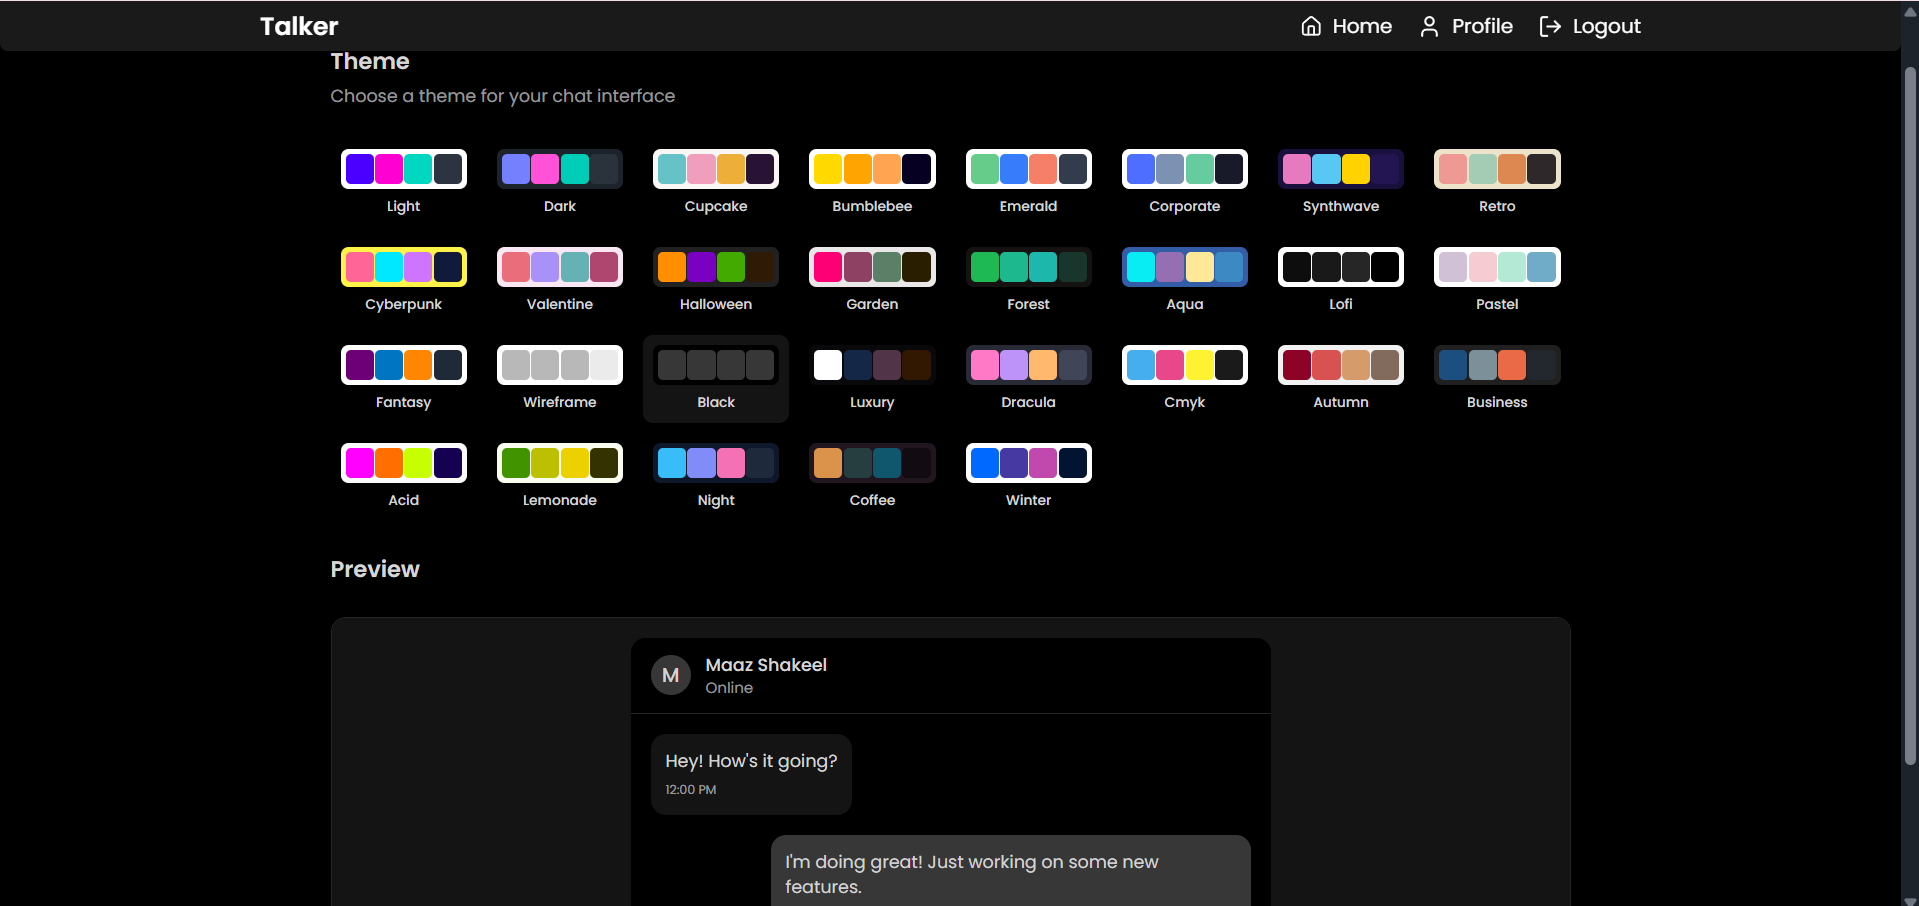 Talker
Home Profile Logout
Theme
Choose a theme for your chat interface
Light Dark Cupcake Bumblebee Emerald Corporate Synthwave Retro
Cyberpunk Valentine Halloween Garden Forest Aqua Lofi Pastel
Fantasy Wireframe Black Luxury Dracula Cmyk Autumn Business
Acid Lemonade Night Coffee Winter
Preview
M
Maaz Shakeel
Online
Hey! How's it going?
12:00 PM
I'm doing great! Just working on some new
features.